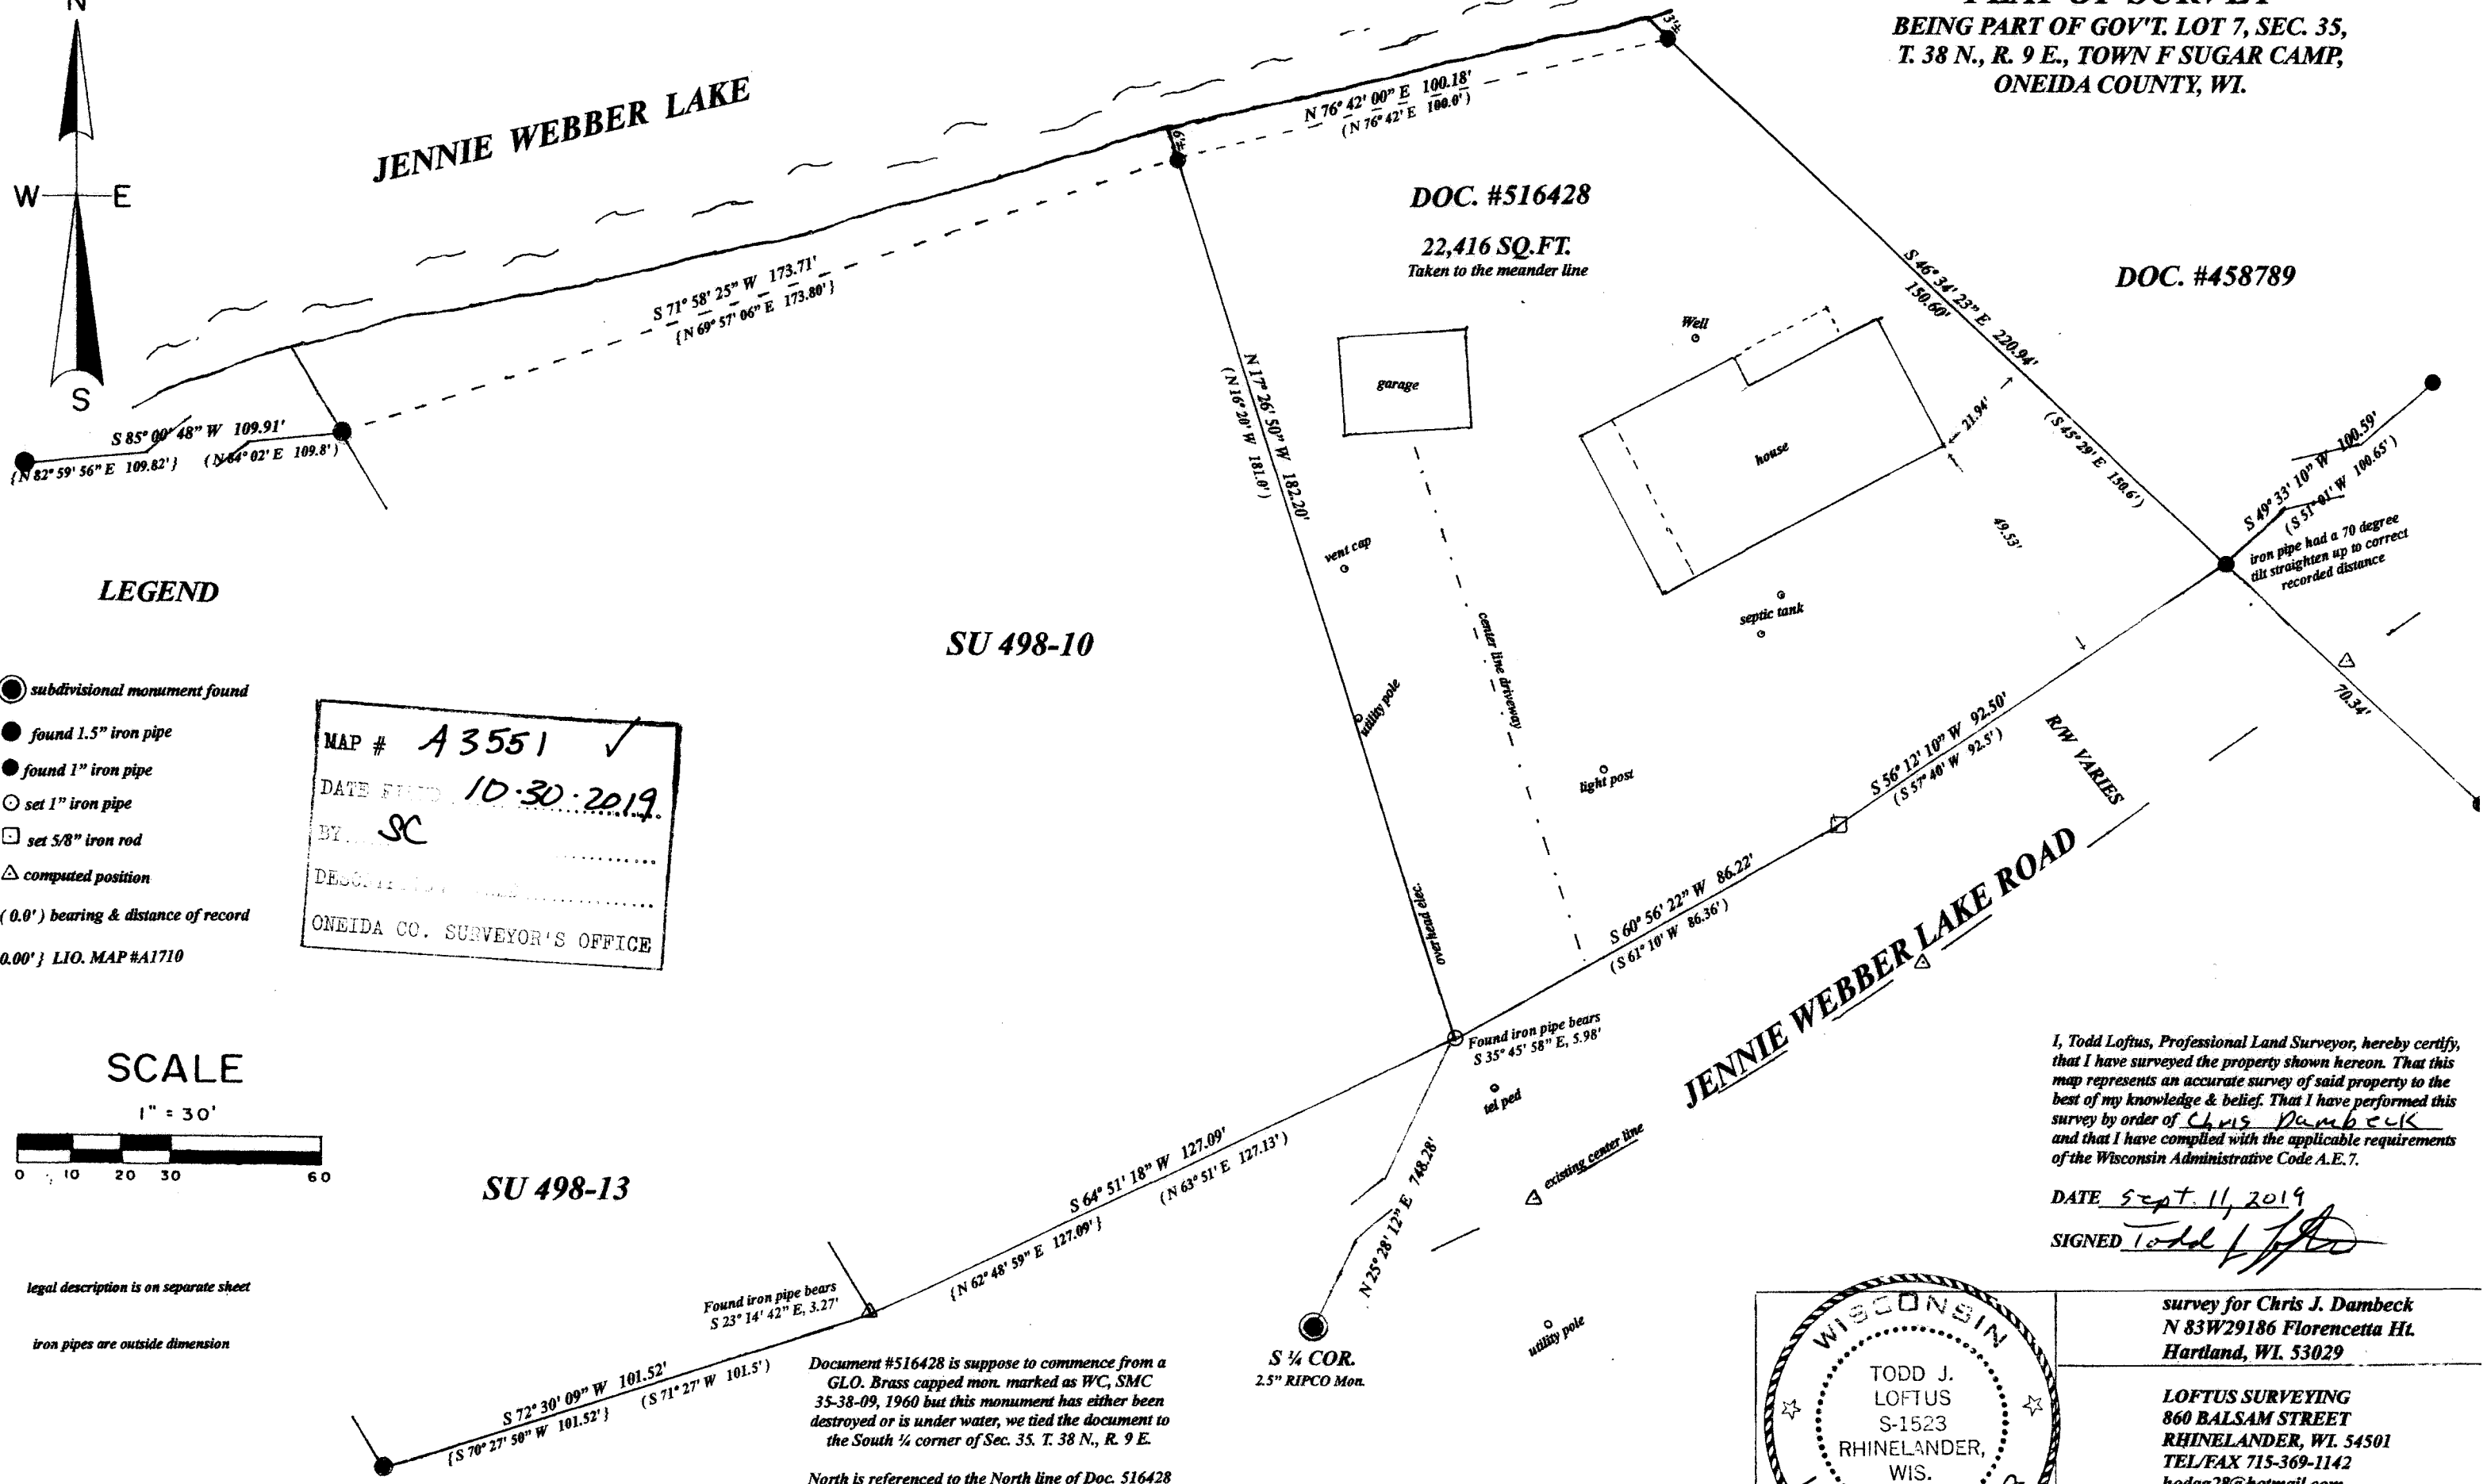 N
W E
S
JENNIE WEBBER LAKE
BEING PART OF GOV'T. LOT 7, SEC. 35,
T. 38 N., R. 9 E., TOWN F SUGAR CAMP,
ONEIDA COUNTY, WI.
N 76° 42' 00" E 100.18'
(N 76° 42' E 100.0')
DOC. #516428
22,416 SQ.FT.
Taken to the meander line
DOC. #458789
S 71° 58' 25" W 173.71'
{N 69° 57' 06" E 173.80'}
S 85° 00' 48" W 109.91'
{N 82° 59' 56" E 109.82'} (N 84° 02' E 109.8')
N 17° 26' 50" W 182.20'
(N 16° 20' W 181.0')
garage
Well
house
S 46° 34' 23" E 220.94'
150.60'
(S 45° 29' E 150.6')
21.94'
49.53'
S 49° 33' 10" W 100.59'
(S 51° 01' W 100.65')
iron pipe had a 70 degree
tilt straighten up to correct
recorded distance
70.34'
vent cap
septic tank
center line driveway
utility pole
light post
overhead elec.
SU 498-10
LEGEND
subdivisional monument found
found 1.5" iron pipe
found 1" iron pipe
set 1" iron pipe
set 5/8" iron rod
computed position
( 0.0' ) bearing & distance of record
0.00' } LIO. MAP #A1710
MAP # A3551 ✓
DATE 10-30-2019
BY SC
ONEIDA CO. SURVEYOR'S OFFICE
S 56° 12' 10" W 92.50'
(S 57° 40' W 92.5')
R/W VARIES
S 60° 56' 22" W 86.22'
(S 61° 10' W 86.36')
JENNIE WEBBER LAKE ROAD
Found iron pipe bears
S 35° 45' 58" E, 5.98'
tel ped
existing center line
utility pole
SCALE
1" = 30'
0 10 20 30 60
SU 498-13
legal description is on separate sheet
iron pipes are outside dimension
S 64° 51' 18" W 127.09'
(N 63° 51' E 127.13')
{N 62° 48' 59" E 127.09'}
N 25° 28' 12" E 748.28'
Found iron pipe bears
S 23° 14' 42" E, 3.27'
S 72° 30' 09" W 101.52'
(S 71° 27' W 101.5')
{S 70° 27' 50" W 101.52'}
S ¼ COR.
2.5" RIPCO Mon.
Document #516428 is suppose to commence from a
GLO. Brass capped mon. marked as WC, SMC
35-38-09, 1960 but this monument has either been
destroyed or is under water, we tied the document to
the South ¼ corner of Sec. 35. T. 38 N., R. 9 E.
North is referenced to the North line of Doc. 516428
I, Todd Loftus, Professional Land Surveyor, hereby certify,
that I have surveyed the property shown hereon. That this
map represents an accurate survey of said property to the
best of my knowledge & belief. That I have performed this
survey by order of Chris Dambeck
and that I have complied with the applicable requirements
of the Wisconsin Administrative Code A.E.7.
DATE Sept. 11, 2019
SIGNED Todd J Loftus
WISCONSIN
TODD J.
LOFTUS
S-1523
RHINELANDER,
WIS.
survey for Chris J. Dambeck
N 83W29186 Florencetta Ht.
Hartland, WI. 53029
LOFTUS SURVEYING
860 BALSAM STREET
RHINELANDER, WI. 54501
TEL/FAX 715-369-1142